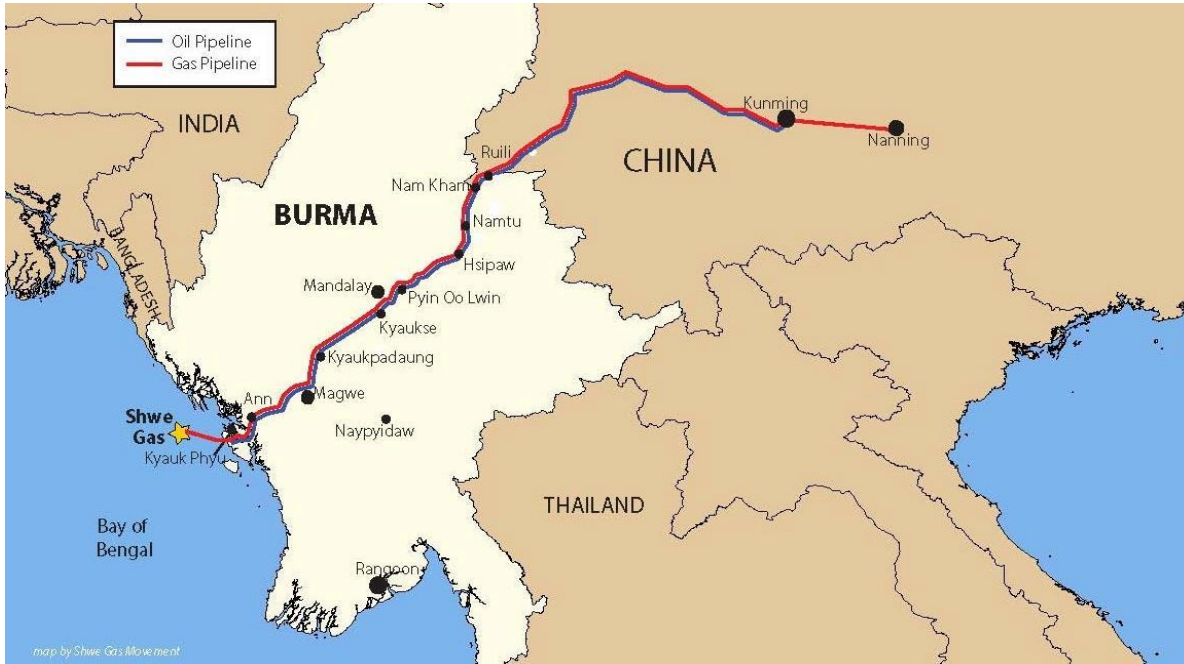 Oil Pipeline
Gas Pipeline
INDIA
BANGLADESH
BURMA
CHINA
Kunming
Nanning
Ruili
Nam Kham
Namtu
Hsipaw
Mandalay
Pyin Oo Lwin
Kyaukse
Kyaukpadaung
Magwe
Ann
Shwe
Gas
Kyauk Phyu
Naypyidaw
THAILAND
Bay of
Bengal
Rangoon
map by Shwe Gas Movement